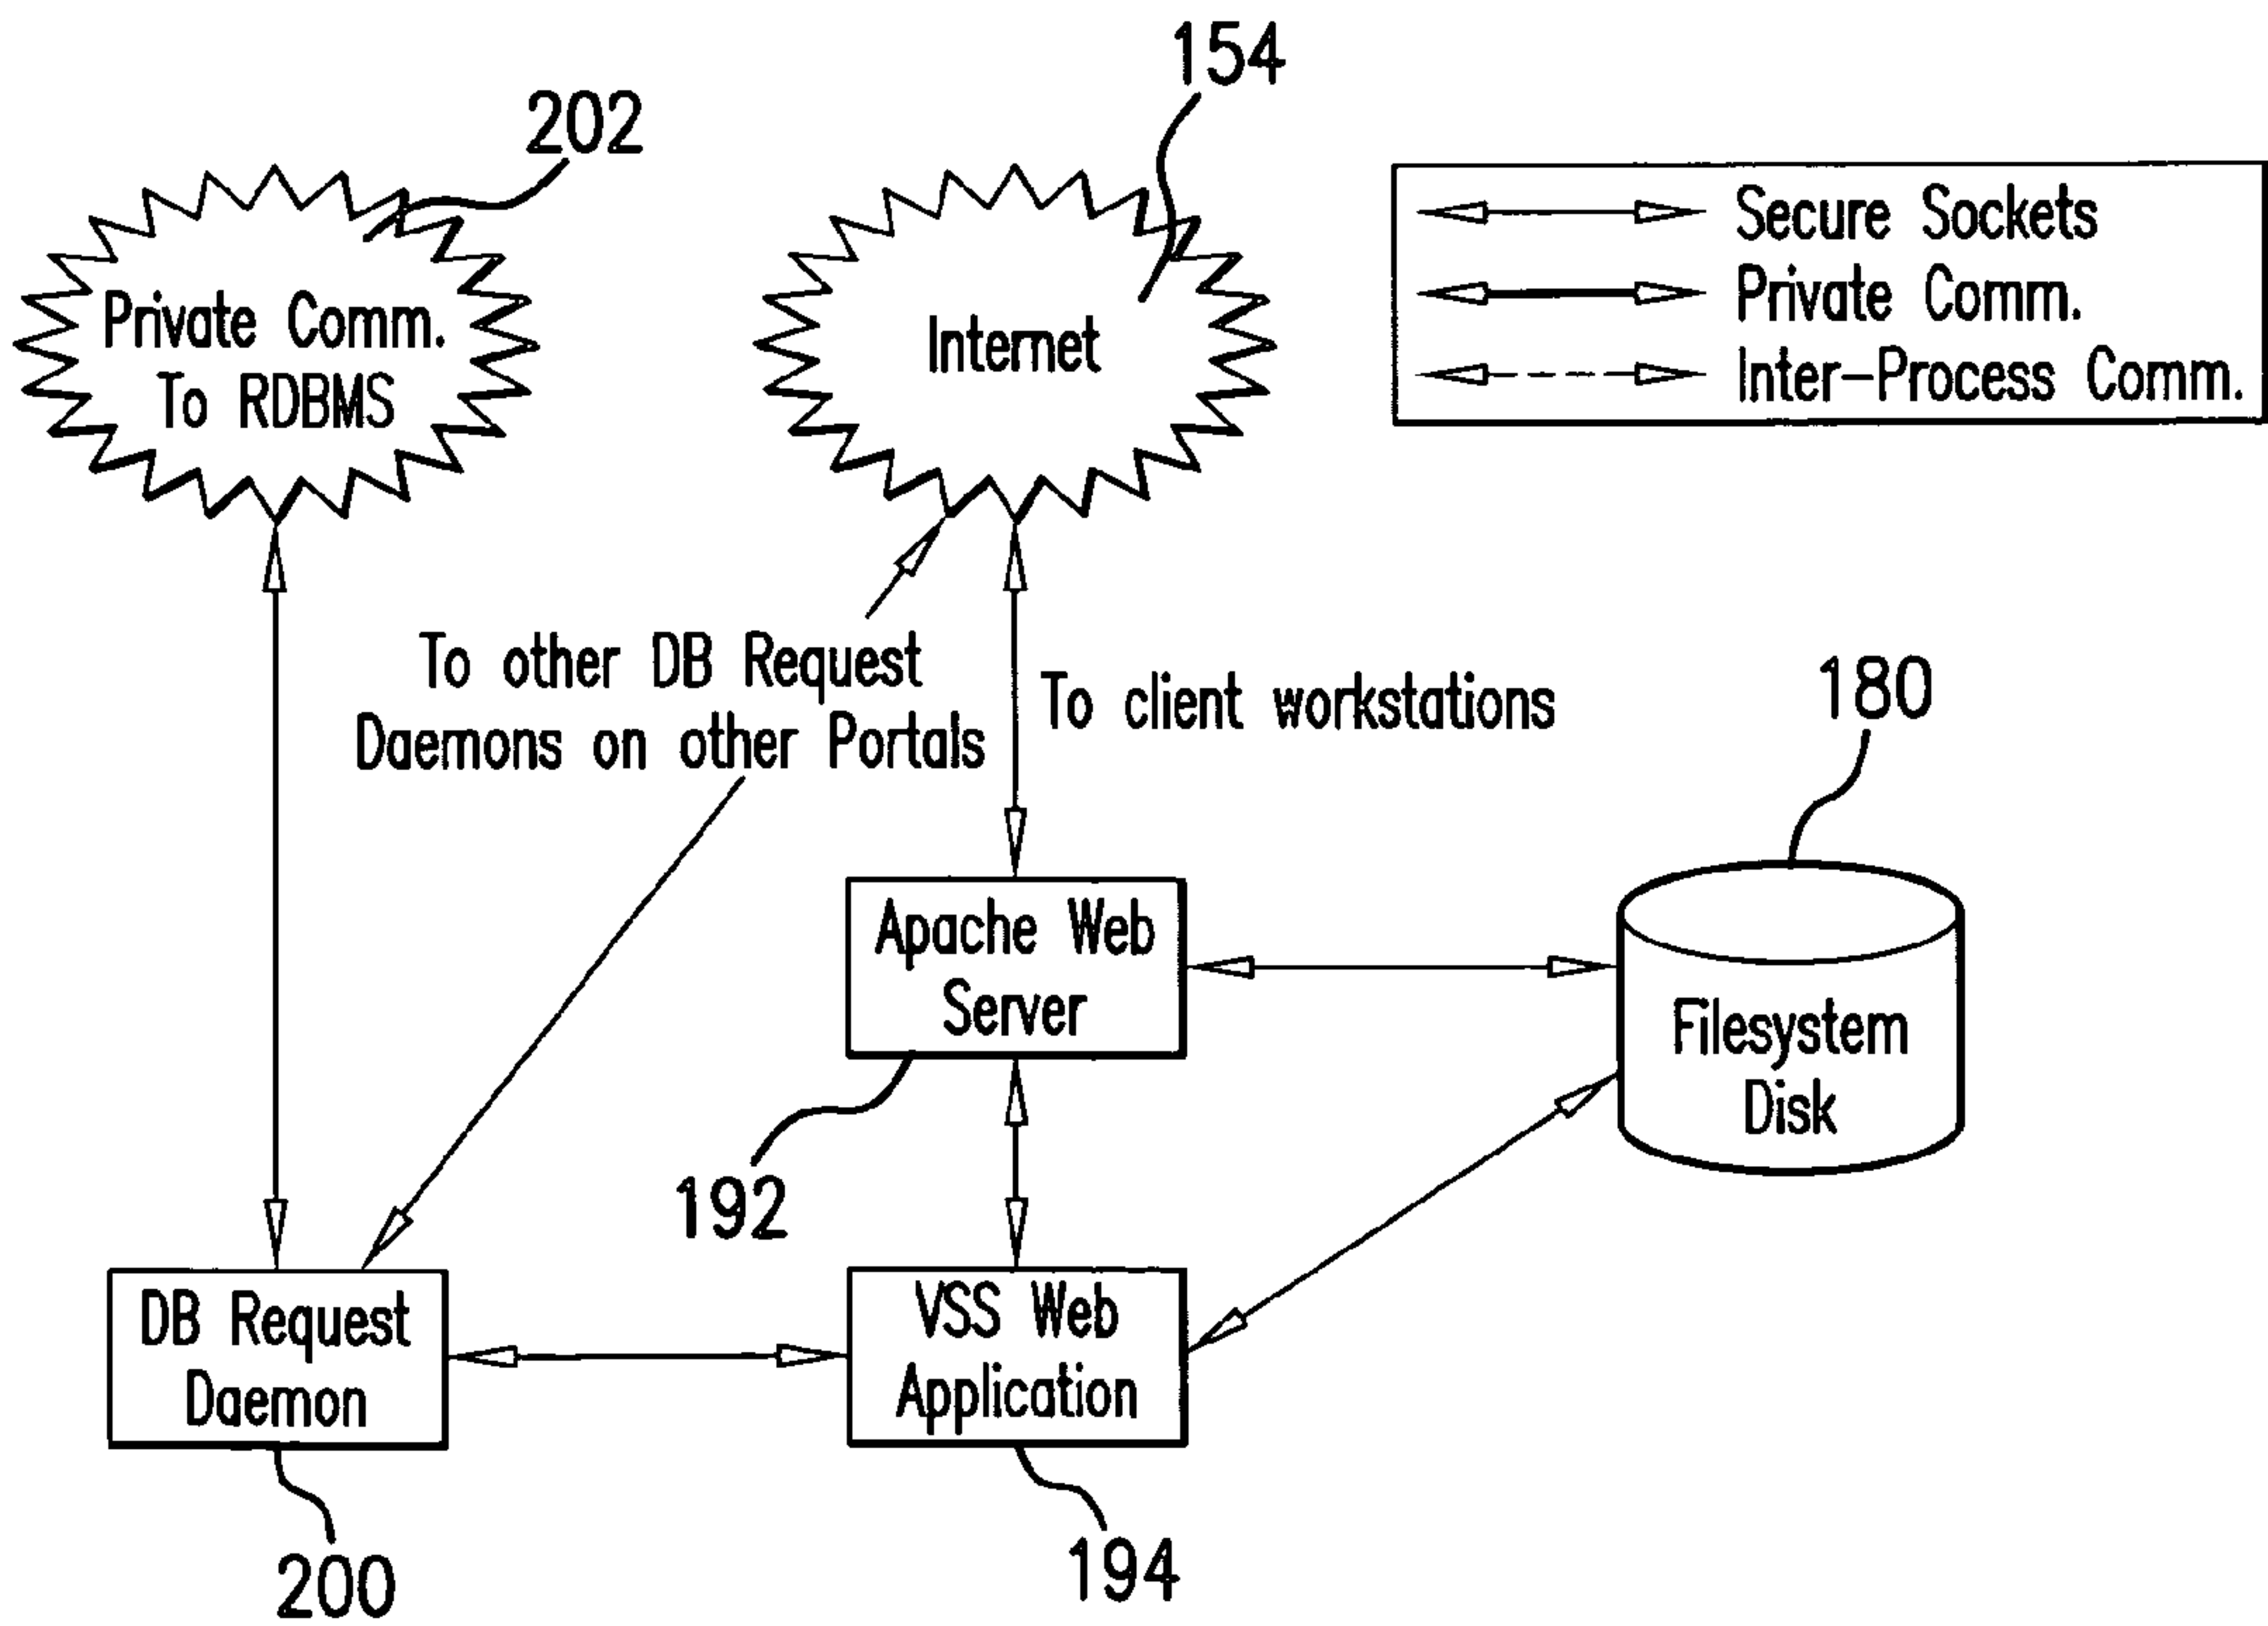 154
202
Secure Sockets
Private Comm.
Inter-Process Comm.
Private Comm.
To RDBMS
Internet
To other DB Request
Daemons on other Portals
To client workstations
180
Apache Web
Server
Filesystem
Disk
192
DB Request
Daemon
VSS Web
Application
200
194